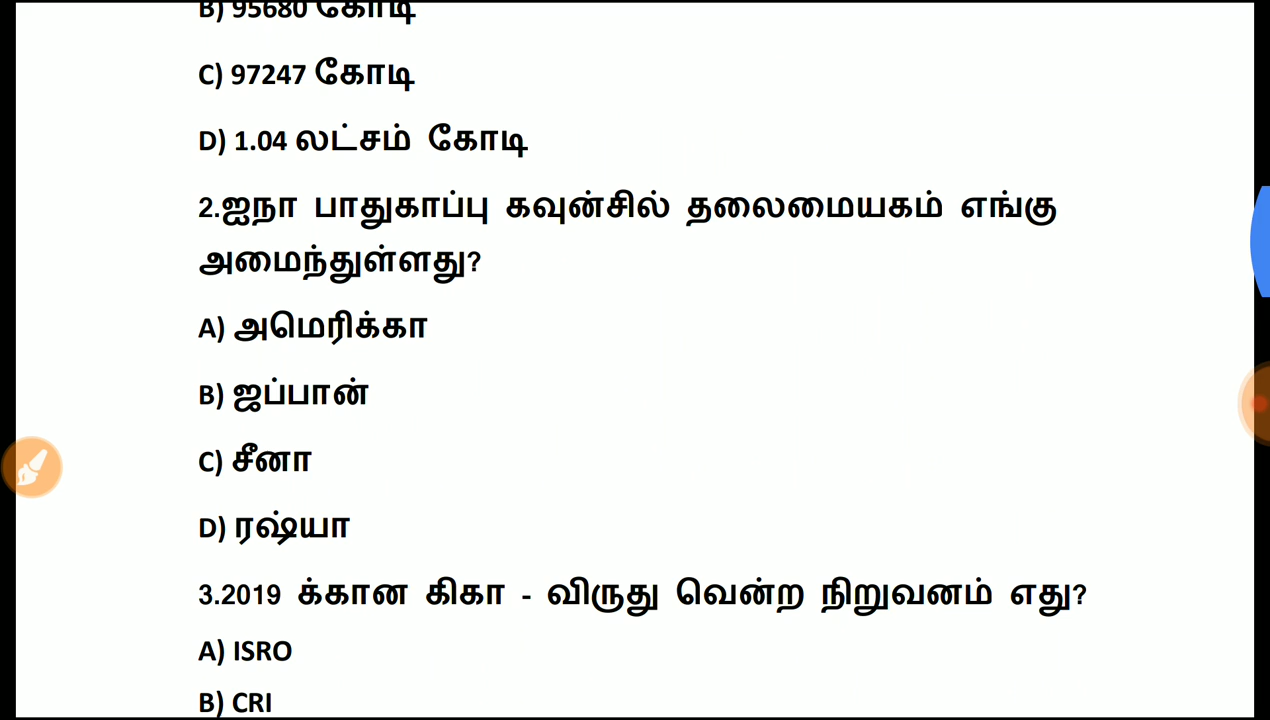 B) 95680 கோடி
C) 97247 கோடி
D) 1.04 லட்சம் கோடி
2.ஐநா பாதுகாப்பு கவுன்சில் தலைமையகம் எங்கு
அமைந்துள்ளது?
A) அமெரிக்கா
B) ஜப்பான்
C) சீனா
D) ரஷ்யா
3.2019 க்கான கிகா - விருது வென்ற நிறுவனம் எது?
A) ISRO
B) CRI